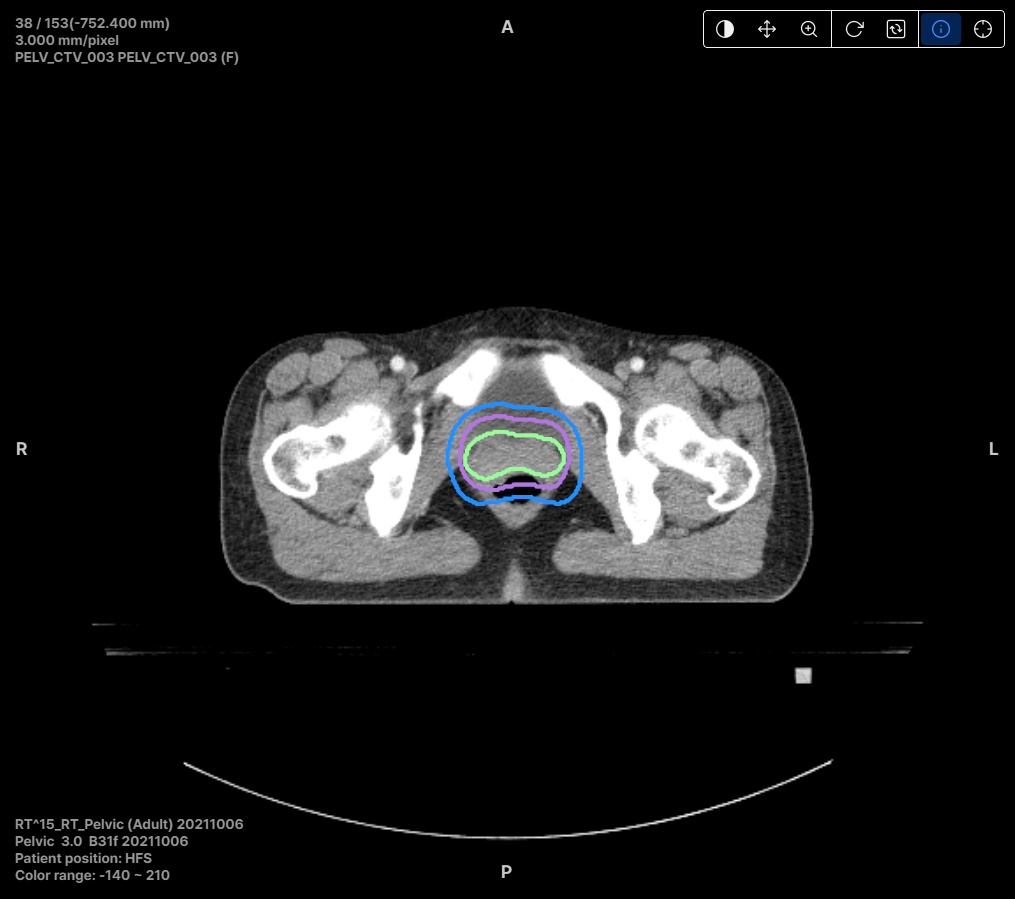 38 / 153(-752.400 mm)
3.000 mm/pixel
PELV_CTV_003 PELV_CTV_003 (F)
A
R
L
RT^15_RT_Pelvic (Adult) 20211006
Pelvic  3.0  B31f 20211006
Patient position: HFS
Color range: -140 ~ 210
P